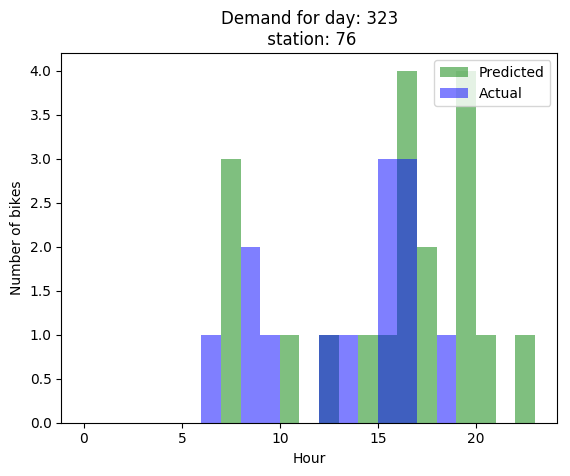 Demand for day: 323
station: 76
Predicted
Actual
Number of bikes
4.0
3.5
3.0
2.5
2.0
1.5
1.0
0.5
0.0
0 5 10 15 20
Hour